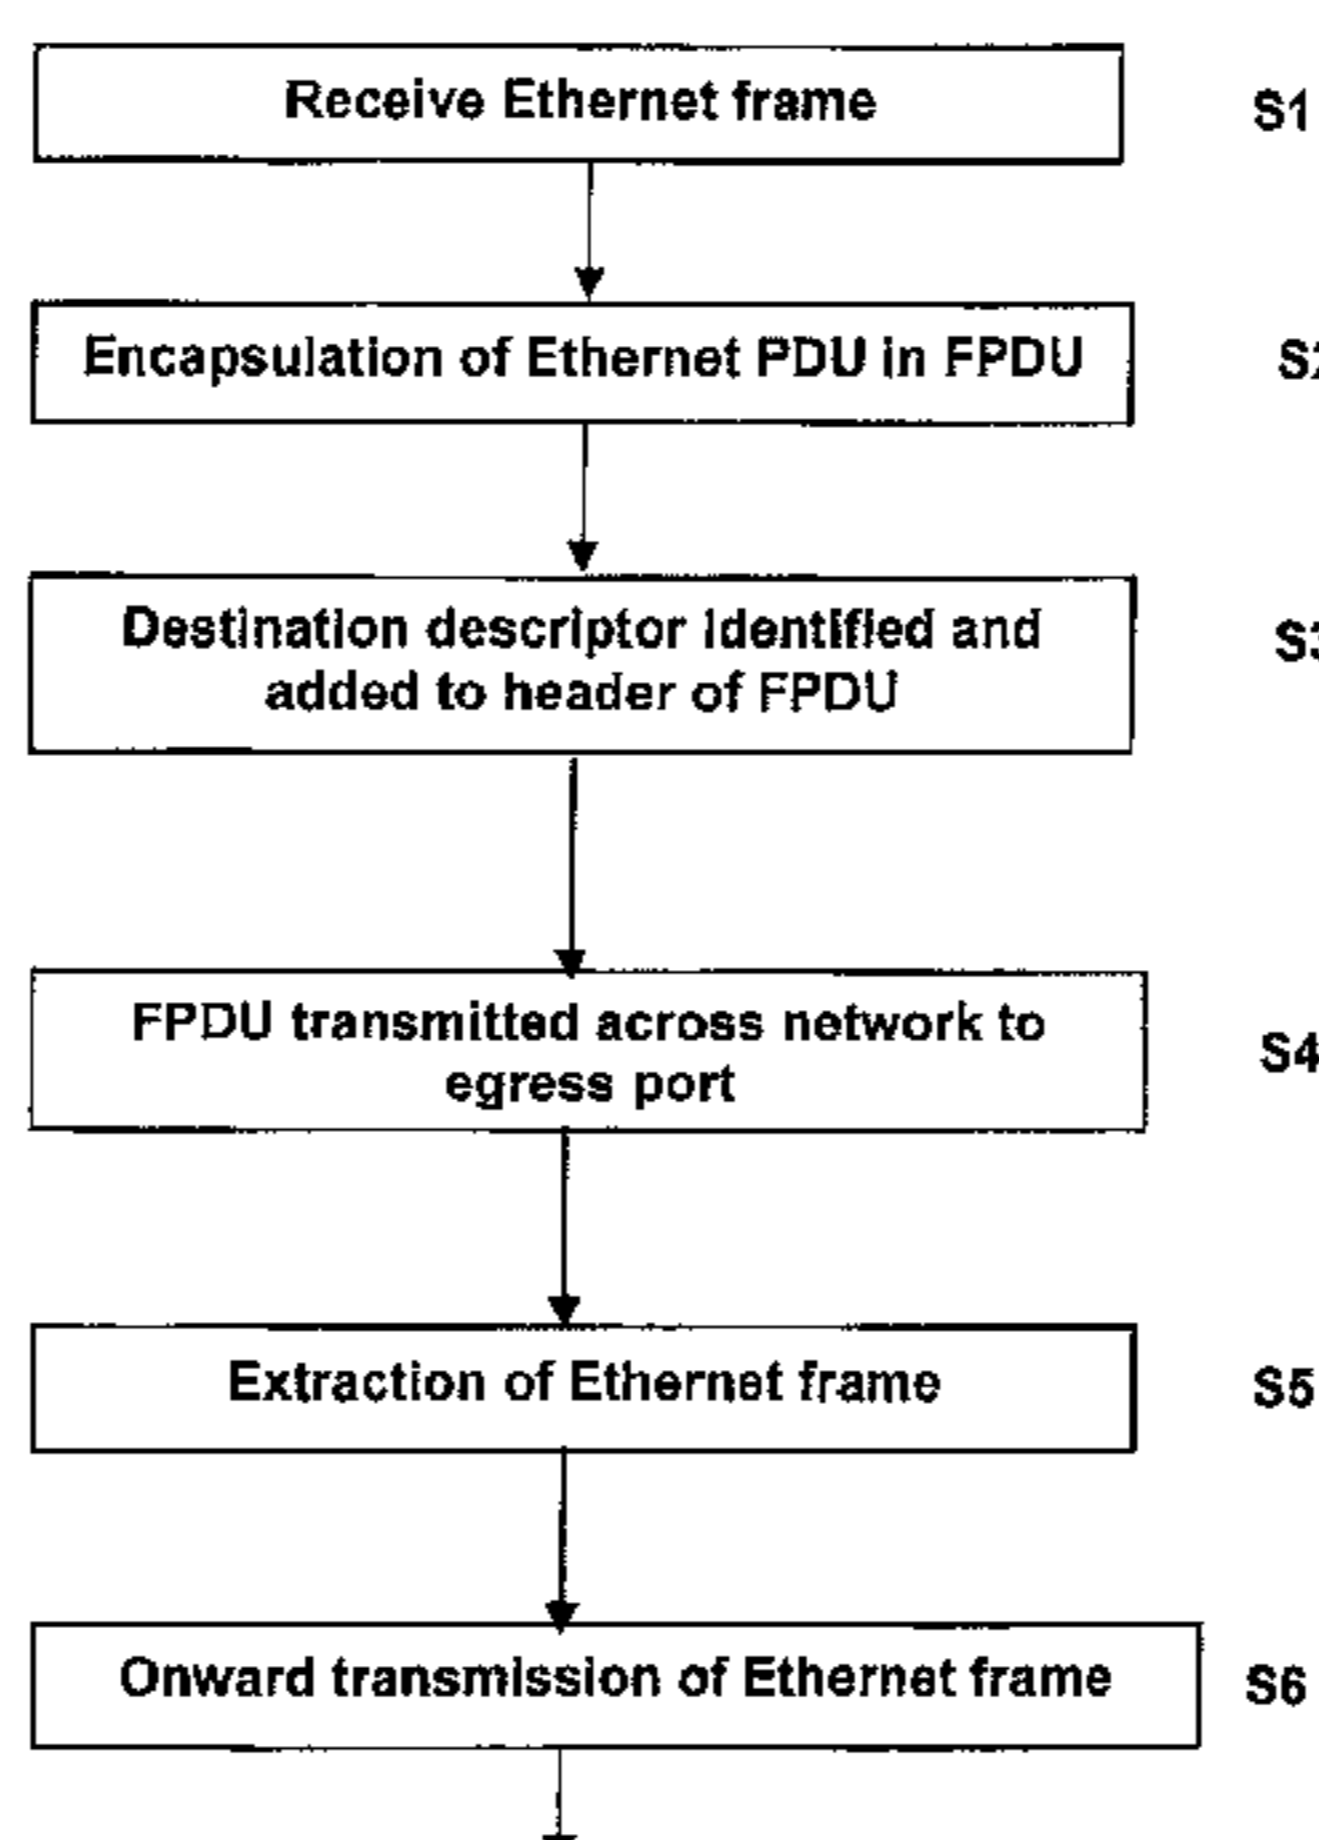 Receive Ethernet frame
S1
Encapsulation of Ethernet PDU in FPDU
S2
Destination descriptor identified and
added to header of FPDU
S3
FPDU transmitted across network to
egress port
S4
Extraction of Ethernet frame
S5
Onward transmission of Ethernet frame
S6